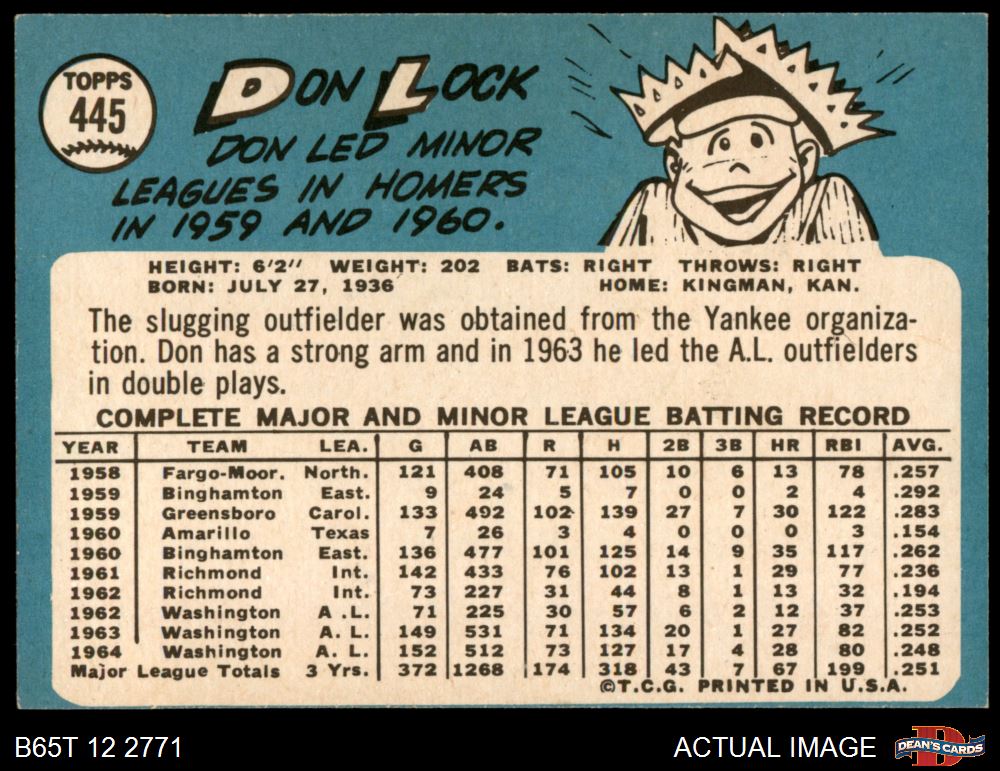 TOPPS
445
DON LOCK
DON LED MINOR
LEAGUES IN HOMERS
IN 1959 AND 1960.
HEIGHT: 6'2" WEIGHT: 202 BATS: RIGHT THROWS: RIGHT
BORN: JULY 27, 1936 HOME: KINGMAN, KAN.
The slugging outfielder was obtained from the Yankee organiza-
tion. Don has a strong arm and in 1963 he led the A.L. outfielders
in double plays.
COMPLETE MAJOR AND MINOR LEAGUE BATTING RECORD
YEAR TEAM LEA. G AB R H 2B 3B HR RBI AVG.
1958 Fargo-Moor. North. 121 408 71 105 10 6 13 78 .257
1959 Binghamton East. 9 24 5 7 0 0 2 4 .292
1959 Greensboro Carol. 133 492 102 139 27 7 30 122 .283
1960 Amarillo Texas 7 26 3 4 0 0 0 3 .154
1960 Binghamton East. 136 477 101 125 14 9 35 117 .262
1961 Richmond Int. 142 433 76 102 13 1 29 77 .236
1962 Richmond Int. 73 227 31 44 8 1 13 32 .194
1962 Washington A .L. 71 225 30 57 6 2 12 37 .253
1963 Washington A. L. 149 531 71 134 20 1 27 82 .252
1964 Washington A. L. 152 512 73 127 17 4 28 80 .248
Major League Totals 3 Yrs. 372 1268 174 318 43 7 67 199 .251
©T.C.G. PRINTED IN U.S.A.
B65T 12 2771 ACTUAL IMAGE DEAN'S CARDS